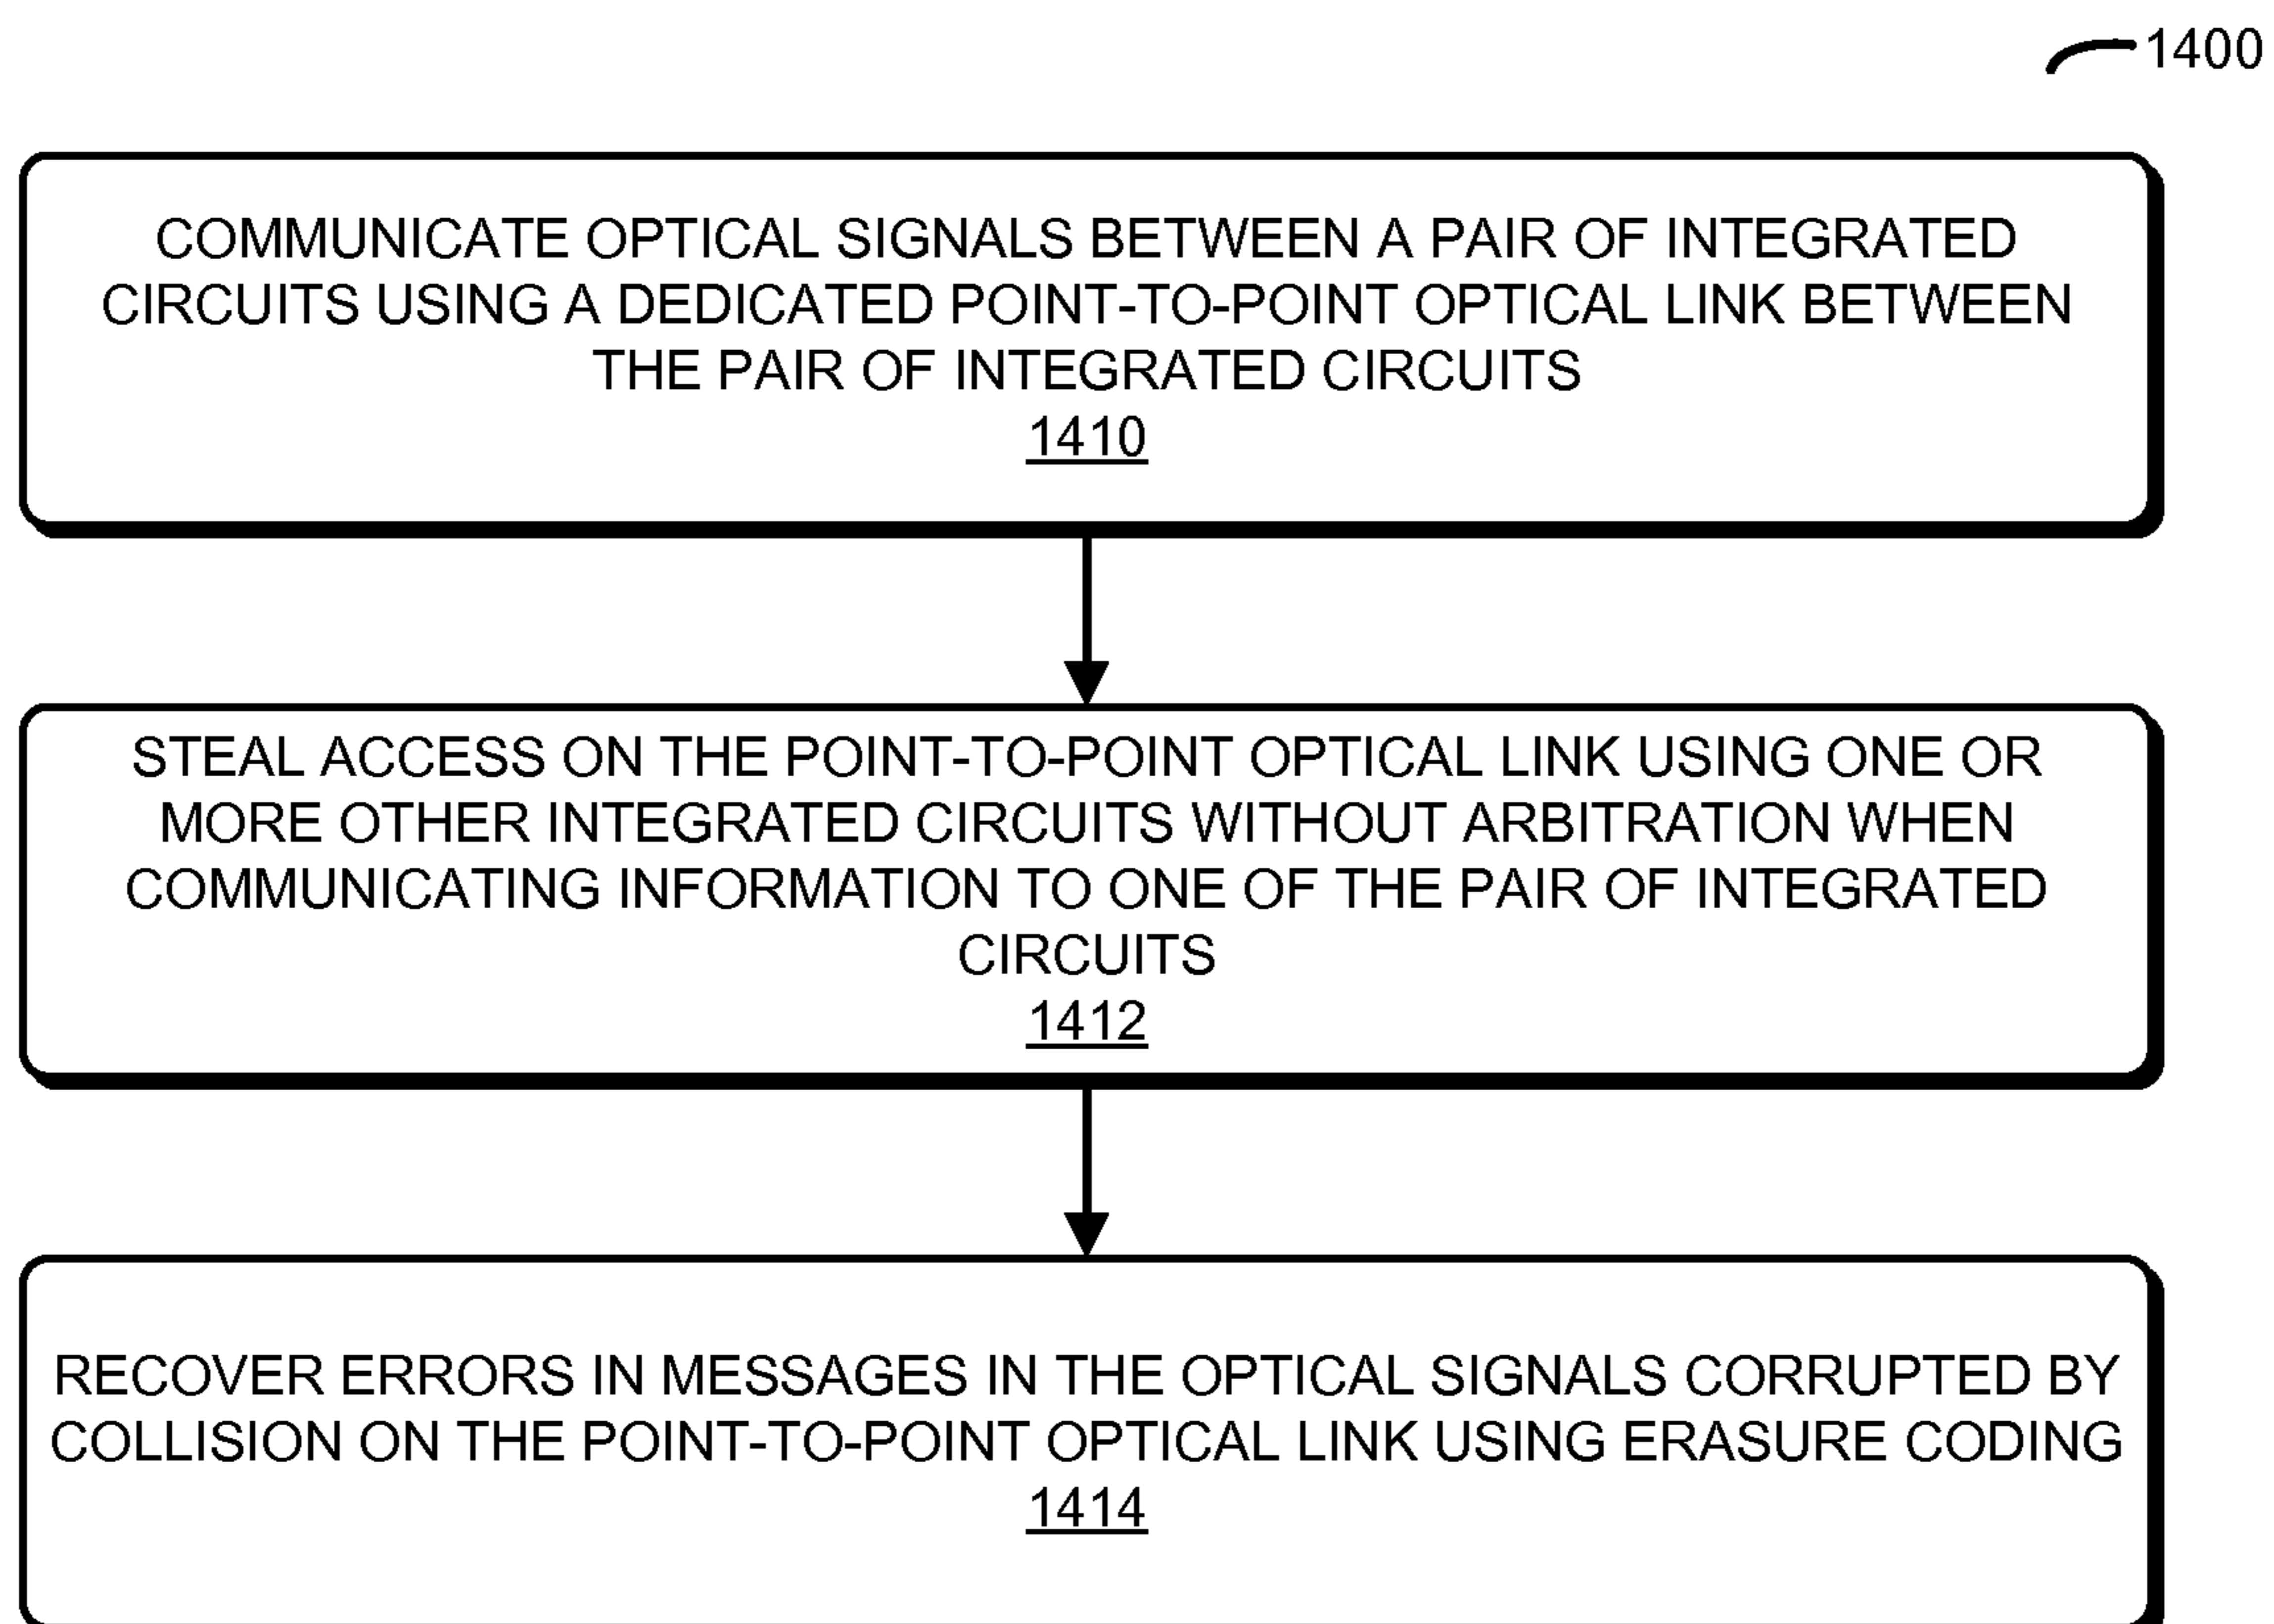 1400
COMMUNICATE OPTICAL SIGNALS BETWEEN A PAIR OF INTEGRATED
CIRCUITS USING A DEDICATED POINT-TO-POINT OPTICAL LINK BETWEEN
THE PAIR OF INTEGRATED CIRCUITS
1410
STEAL ACCESS ON THE POINT-TO-POINT OPTICAL LINK USING ONE OR
MORE OTHER INTEGRATED CIRCUITS WITHOUT ARBITRATION WHEN
COMMUNICATING INFORMATION TO ONE OF THE PAIR OF INTEGRATED
CIRCUITS
1412
RECOVER ERRORS IN MESSAGES IN THE OPTICAL SIGNALS CORRUPTED BY
COLLISION ON THE POINT-TO-POINT OPTICAL LINK USING ERASURE CODING
1414